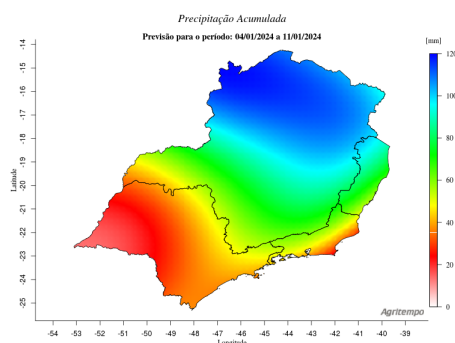 Precipitação Acumulada
Previsão para o período: 04/01/2024 a 11/01/2024
[mm]
120
100
80
60
40
20
0
Latitude
-14
-15
-16
-17
-18
-19
-20
-21
-22
-23
-24
-25
Agritempo
-54 -53 -52 -51 -50 -49 -48 -47 -46 -45 -44 -43 -42 -41 -40 -39
Longitude